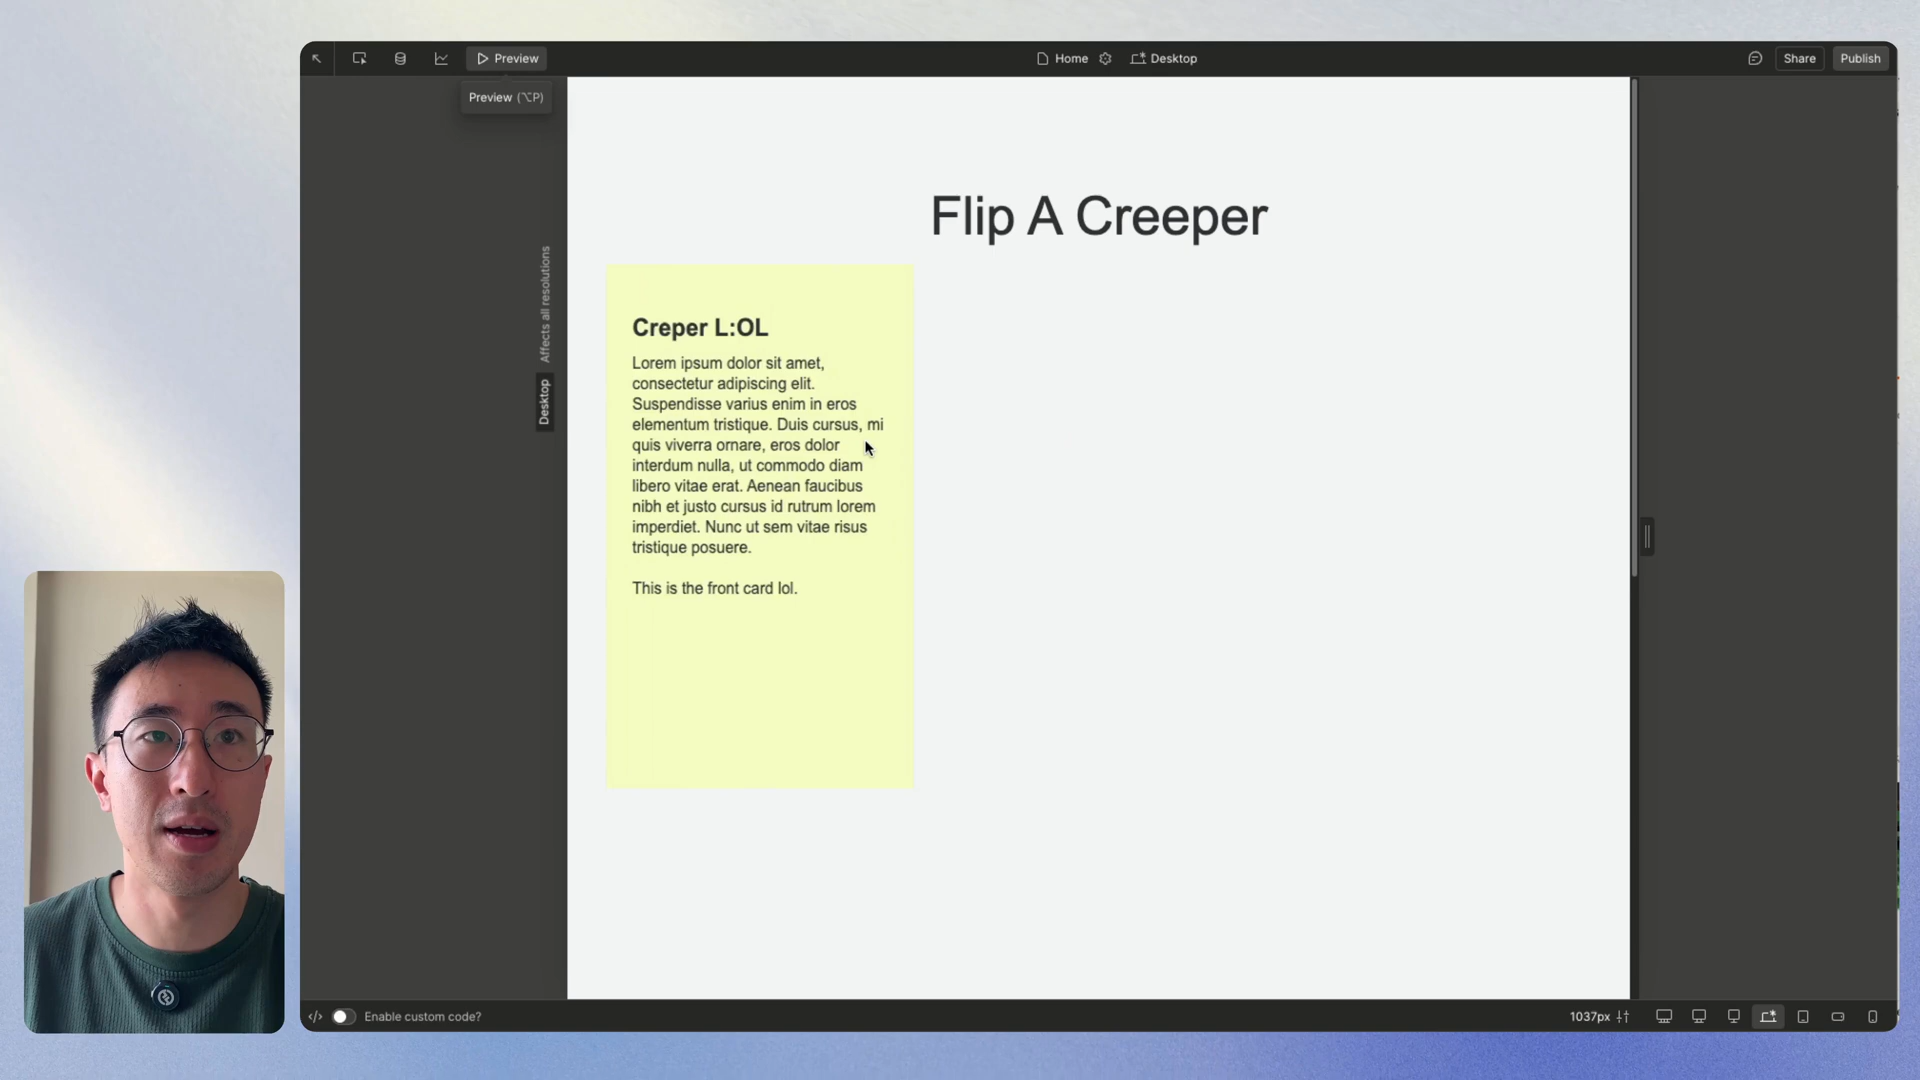 Preview
Home
Desktop
Share
Publish
Preview (⌥P)
Flip A Creeper
Affects all resolutions
Desktop
Creper L:OL
Lorem ipsum dolor sit amet,
consectetur adipiscing elit.
Suspendisse varius enim in eros
elementum tristique. Duis cursus, mi
quis viverra ornare, eros dolor
interdum nulla, ut commodo diam
libero vitae erat. Aenean faucibus
nibh et justo cursus id rutrum lorem
imperdiet. Nunc ut sem vitae risus
tristique posuere.
This is the front card lol.
Enable custom code?
1037px